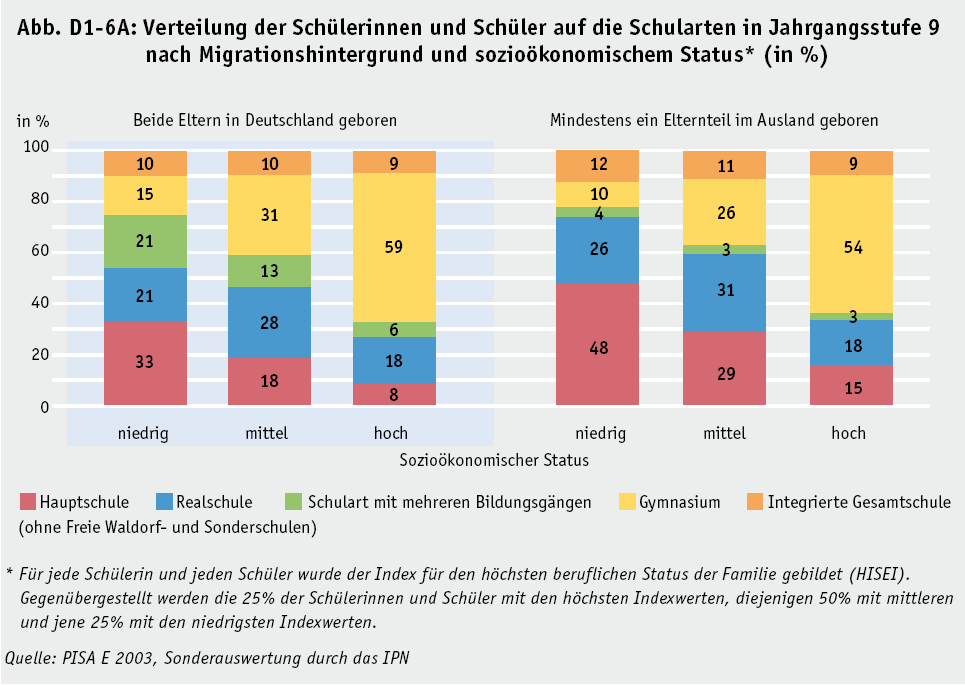 Abb. D1-6A: Verteilung der Schülerinnen und Schüler auf die Schularten in Jahrgangsstufe 9
nach Migrationshintergrund und sozioökonomischem Status* (in %)
in %
Beide Eltern in Deutschland geboren
Mindestens ein Elternteil im Ausland geboren
100
80
60
40
20
0
10
15
21
21
33
10
31
13
28
18
9
59
6
18
8
12
10
4
26
48
11
26
3
31
29
9
54
3
18
15
niedrig mittel hoch niedrig mittel hoch
Sozioökonomischer Status
Hauptschule Realschule Schulart mit mehreren Bildungsgängen Gymnasium Integrierte Gesamtschule
(ohne Freie Waldorf- und Sonderschulen)
* Für jede Schülerin und jeden Schüler wurde der Index für den höchsten beruflichen Status der Familie gebildet (HISEI).
Gegenübergestellt werden die 25% der Schülerinnen und Schüler mit den höchsten Indexwerten, diejenigen 50% mit mittleren
und jene 25% mit den niedrigsten Indexwerten.
Quelle: PISA E 2003, Sonderauswertung durch das IPN